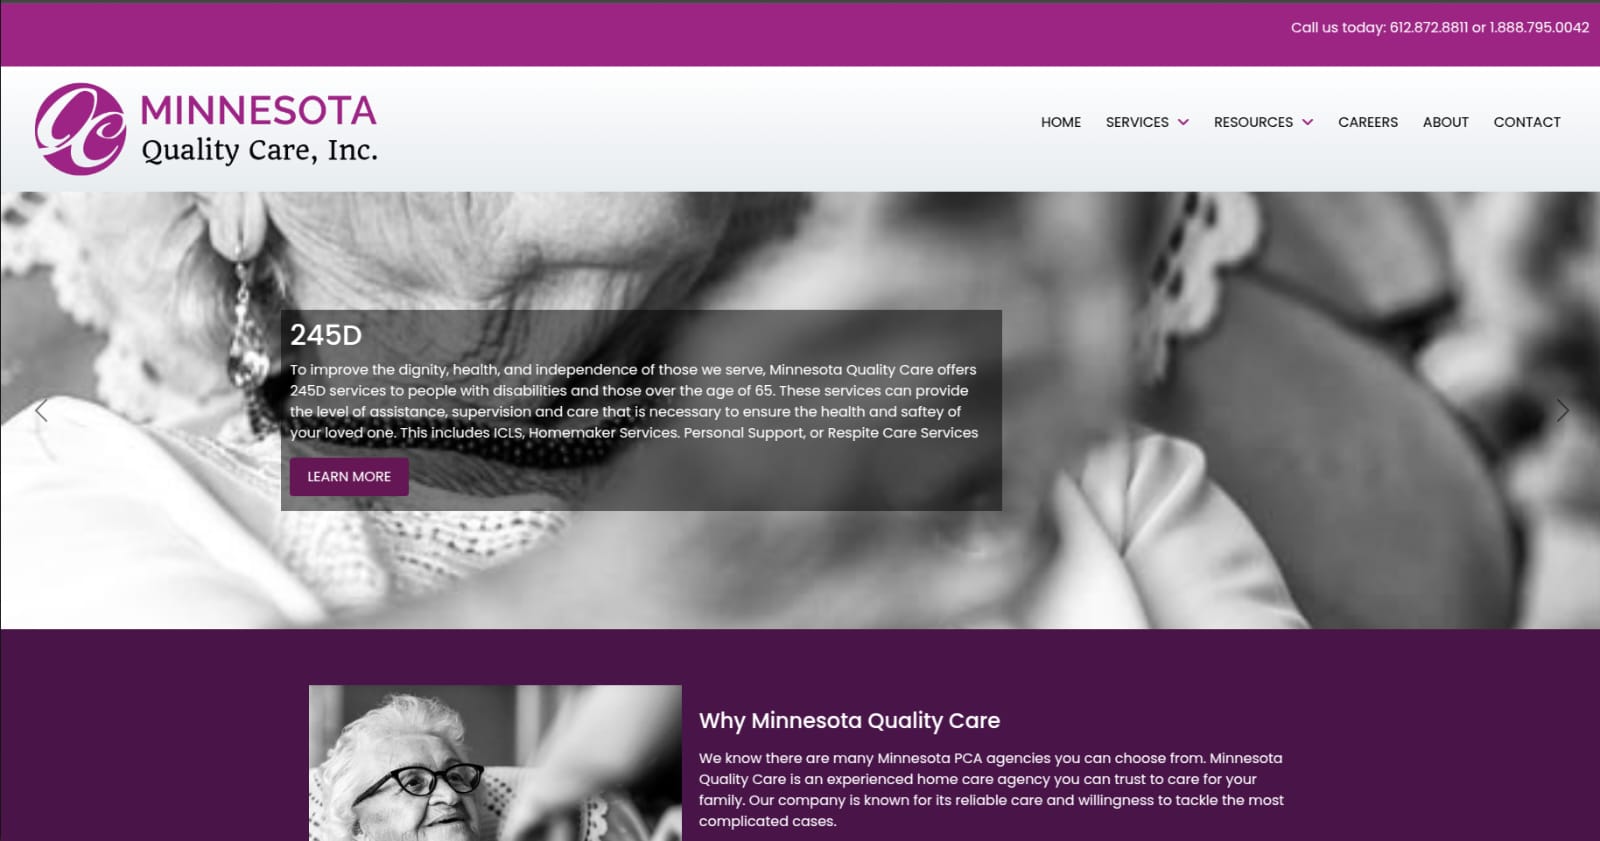 Call us today: 612.872.8811 or 1.888.795.0042
QC
MINNESOTA
Quality Care, Inc.
HOME SERVICES RESOURCES CAREERS ABOUT CONTACT
245D
To improve the dignity, health, and independence of those we serve, Minnesota Quality Care offers
245D services to people with disabilities and those over the age of 65. These services can provide
the level of assistance, supervision and care that is necessary to ensure the health and saftey of
your loved one. This includes ICLS, Homemaker Services. Personal Support, or Respite Care Services
LEARN MORE
Why Minnesota Quality Care
We know there are many Minnesota PCA agencies you can choose from. Minnesota
Quality Care is an experienced home care agency you can trust to care for your
family. Our company is known for its reliable care and willingness to tackle the most
complicated cases.